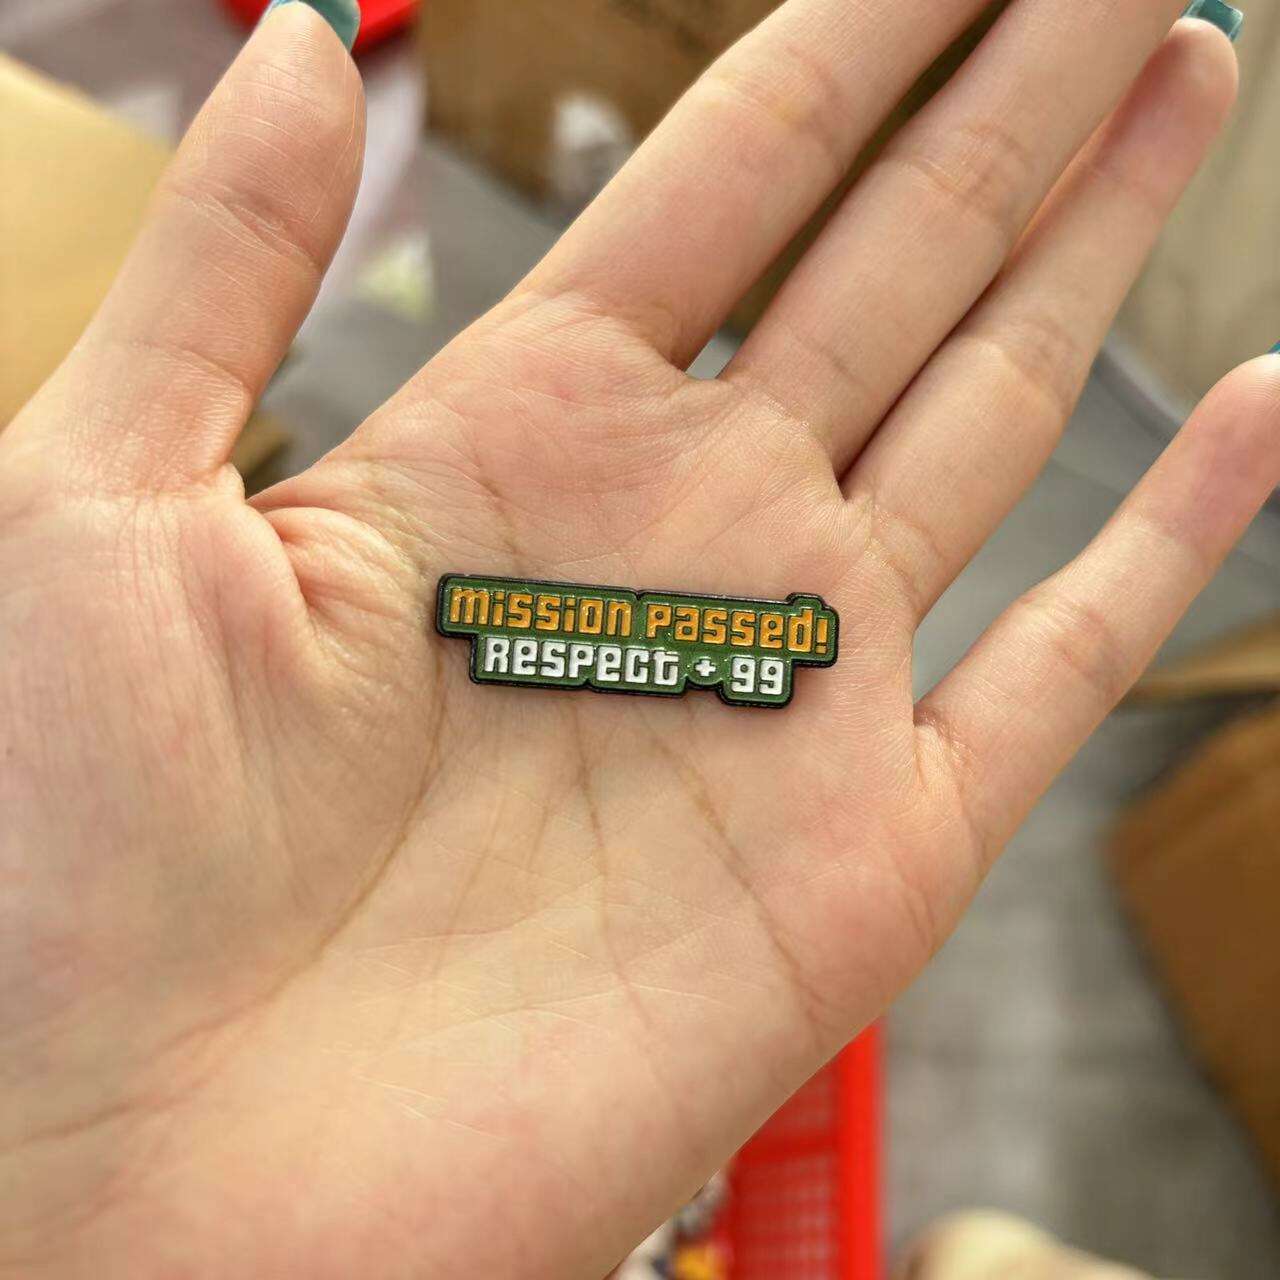 mission passed!
Respect + 99